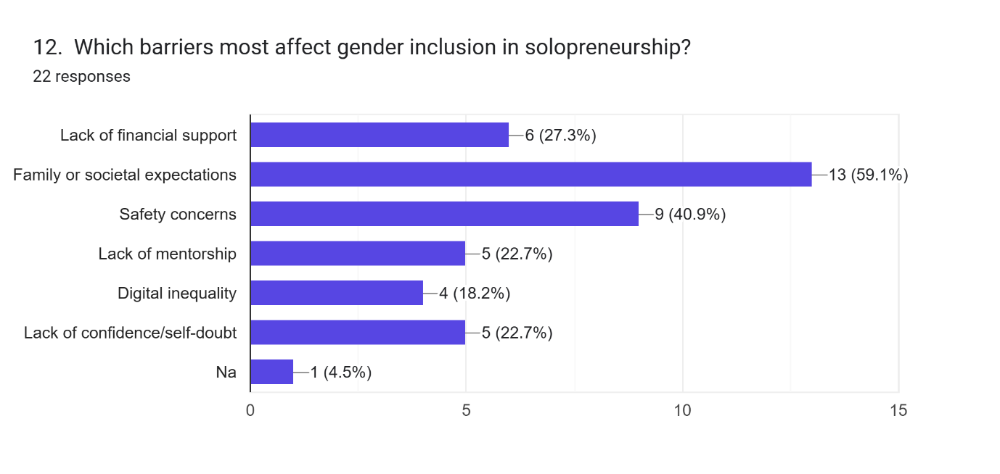 12.  Which barriers most affect gender inclusion in solopreneurship?
22 responses
Lack of financial support 6 (27.3%)
Family or societal expectations 13 (59.1%)
Safety concerns 9 (40.9%)
Lack of mentorship 5 (22.7%)
Digital inequality 4 (18.2%)
Lack of confidence/self-doubt 5 (22.7%)
Na 1 (4.5%)
0 5 10 15